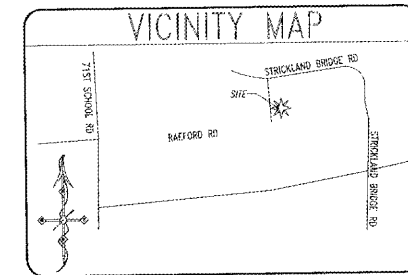 VICINITY MAP
STRICKLAND BRIDGE RD
71ST SCHOOL RD
SITE
RAEFORD RD
STRICKLAND BRIDGE RD